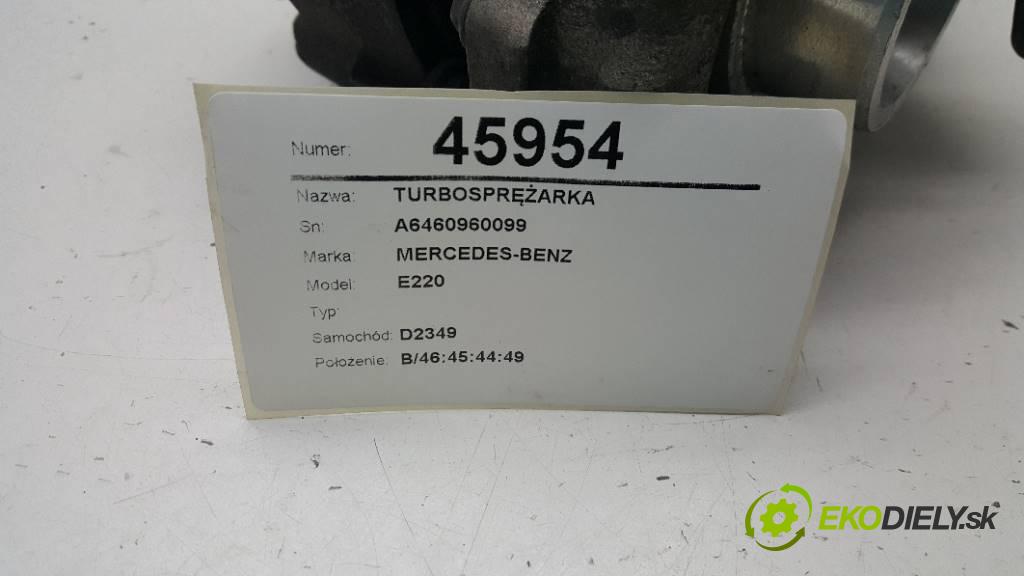 Numer: 45954
Nazwa: TURBOSPRĘŻARKA
Sn: A6460960099
Marka: MERCEDES-BENZ
Model: E220
Typ:
Samochód: D2349
Położenie: B/46:45:44:49
EKODIELY.sk